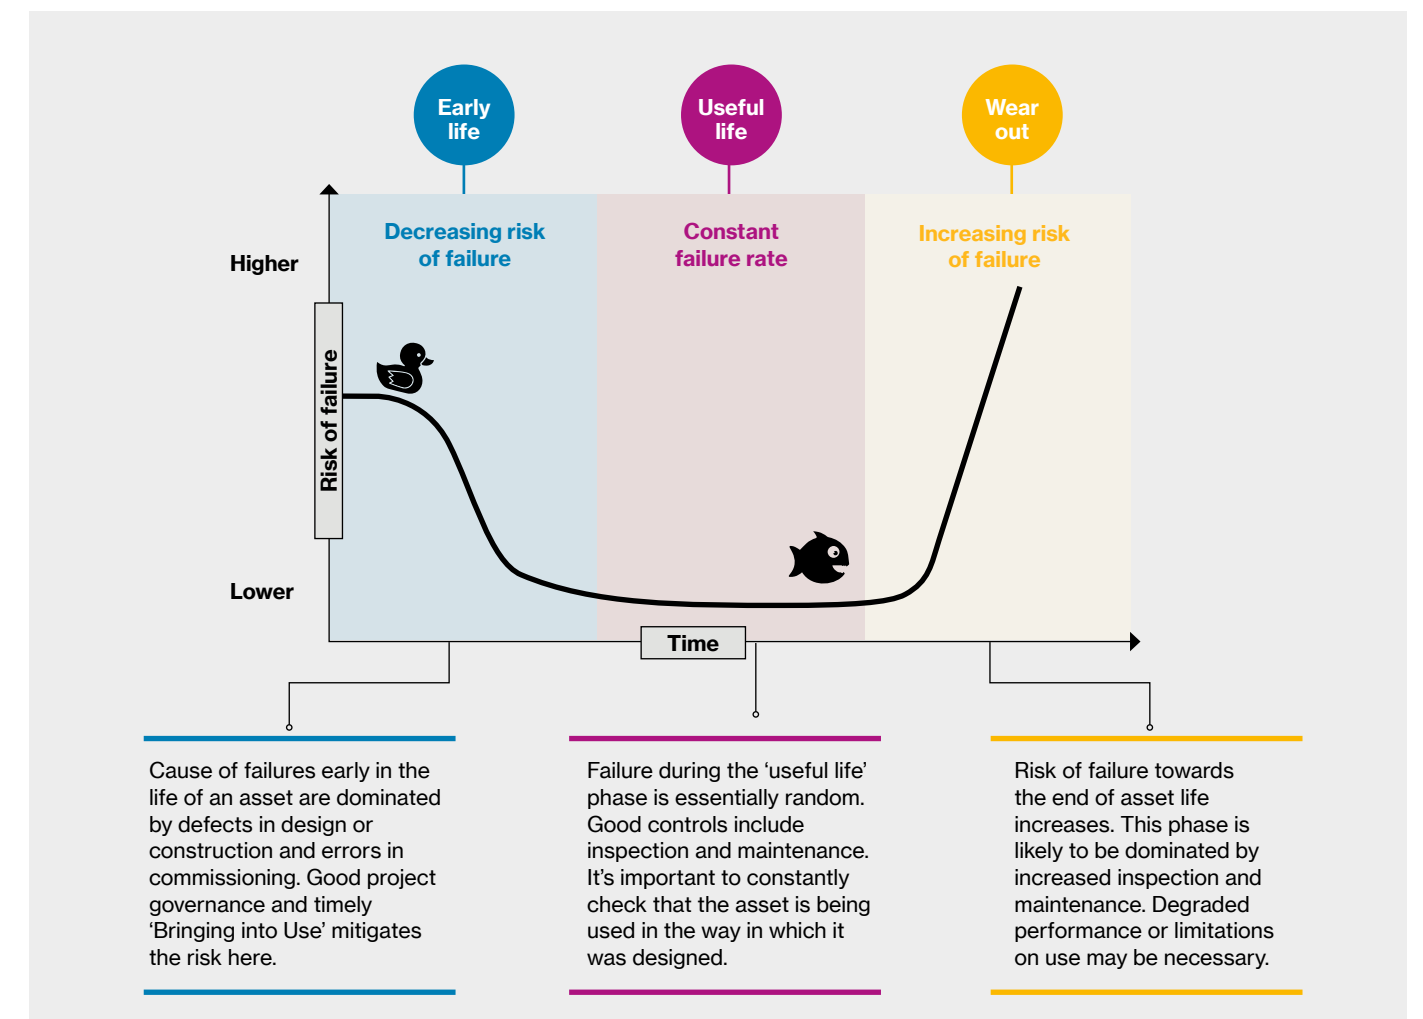 Early
life
Useful
life
Wear
out
Decreasing risk
of failure
Constant
failure rate
Increasing risk
of failure
Higher
Risk of failure
Lower
Time
Cause of failures early in the
life of an asset are dominated
by defects in design or
construction and errors in
commissioning. Good project
governance and timely
‘Bringing into Use’ mitigates
the risk here.
Failure during the ‘useful life’
phase is essentially random.
Good controls include
inspection and maintenance.
It’s important to constantly
check that the asset is being
used in the way in which it
was designed.
Risk of failure towards
the end of asset life
increases. This phase is
likely to be dominated by
increased inspection and
maintenance. Degraded
performance or limitations
on use may be necessary.